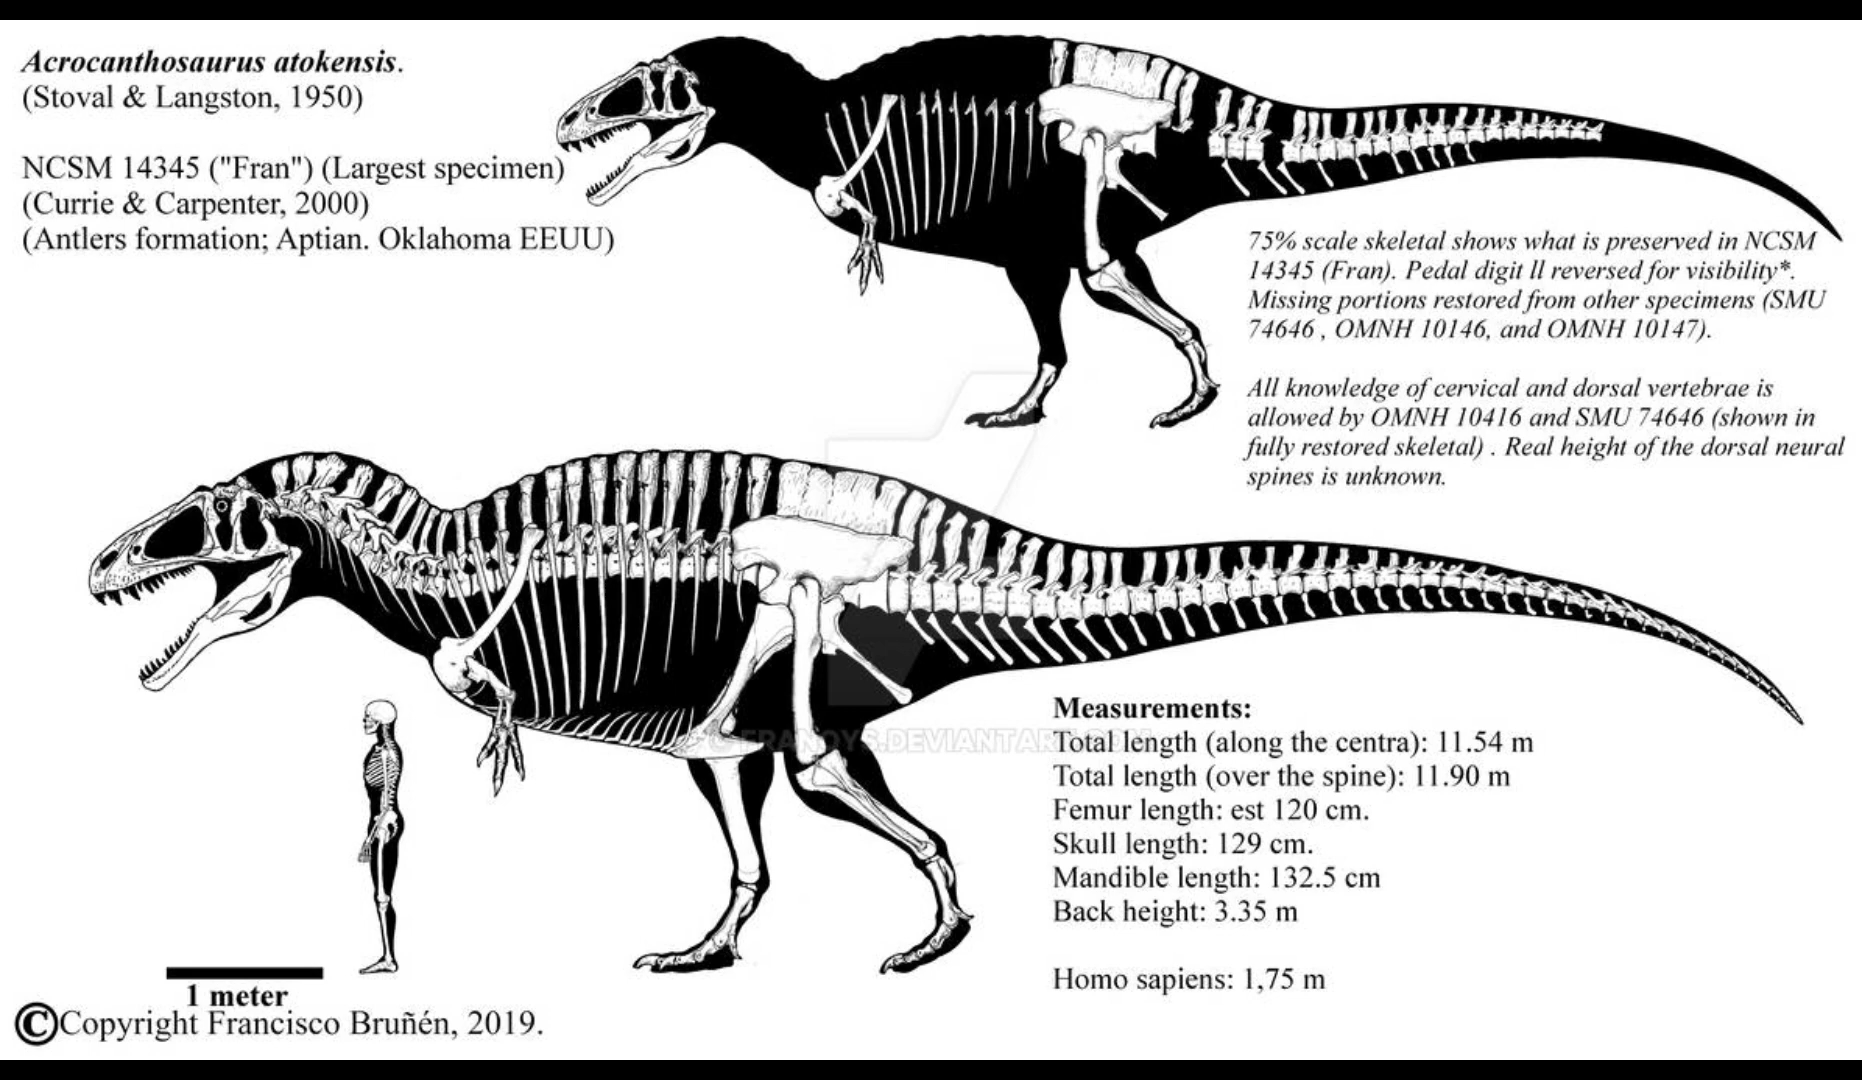 Acrocanthosaurus atokensis.
(Stoval & Langston, 1950)
NCSM 14345 ("Fran") (Largest specimen)
(Currie & Carpenter, 2000)
(Antlers formation; Aptian. Oklahoma EEUU)
75% scale skeletal shows what is preserved in NCSM
14345 (Fran). Pedal digit ll reversed for visibility*.
Missing portions restored from other specimens (SMU
74646 , OMNH 10146, and OMNH 10147).
All knowledge of cervical and dorsal vertebrae is
allowed by OMNH 10416 and SMU 74646 (shown in
fully restored skeletal) . Real height of the dorsal neural
spines is unknown.
Measurements:
Total length (along the centra): 11.54 m
Total length (over the spine): 11.90 m
Femur length: est 120 cm.
Skull length: 129 cm.
Mandible length: 132.5 cm
Back height: 3.35 m
Homo sapiens: 1,75 m
1 meter
©Copyright Francisco Bruñén, 2019.